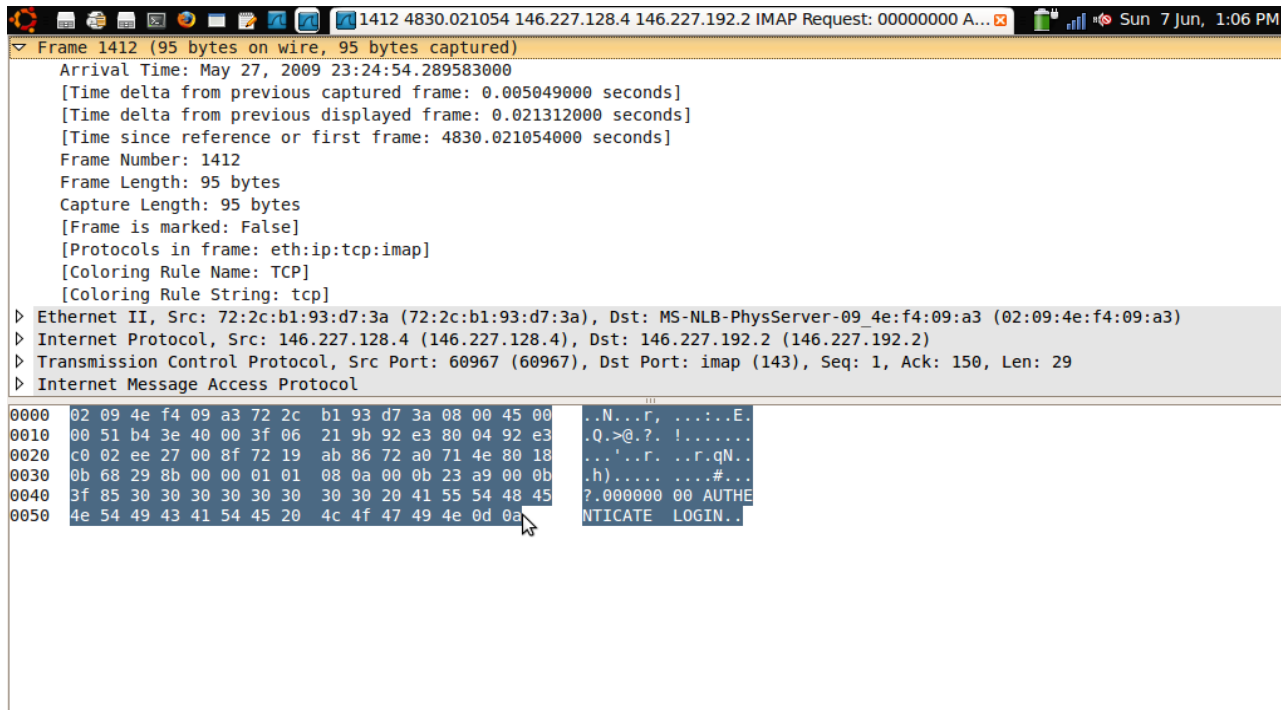 1412 4830.021054 146.227.128.4 146.227.192.2 IMAP Request: 00000000 A... Sun 7 Jun, 1:06 PM
Frame 1412 (95 bytes on wire, 95 bytes captured)
Arrival Time: May 27, 2009 23:24:54.289583000
[Time delta from previous captured frame: 0.005049000 seconds]
[Time delta from previous displayed frame: 0.021312000 seconds]
[Time since reference or first frame: 4830.021054000 seconds]
Frame Number: 1412
Frame Length: 95 bytes
Capture Length: 95 bytes
[Frame is marked: False]
[Protocols in frame: eth:ip:tcp:imap]
[Coloring Rule Name: TCP]
[Coloring Rule String: tcp]
Ethernet II, Src: 72:2c:b1:93:d7:3a (72:2c:b1:93:d7:3a), Dst: MS-NLB-PhysServer-09_4e:f4:09:a3 (02:09:4e:f4:09:a3)
Internet Protocol, Src: 146.227.128.4 (146.227.128.4), Dst: 146.227.192.2 (146.227.192.2)
Transmission Control Protocol, Src Port: 60967 (60967), Dst Port: imap (143), Seq: 1, Ack: 150, Len: 29
Internet Message Access Protocol
0000 02 09 4e f4 09 a3 72 2c b1 93 d7 3a 08 00 45 00 ..N...r, ...:..E.
0010 00 51 b4 3e 40 00 3f 06 21 9b 92 e3 80 04 92 e3 .Q.>@.?. !.......
0020 c0 02 ee 27 00 8f 72 19 ab 86 72 a0 71 4e 80 18 ...'..r. ..r.qN..
0030 0b 68 29 8b 00 00 01 01 08 0a 00 0b 23 a9 00 0b .h)..... ....#...
0040 3f 85 30 30 30 30 30 30 30 30 20 41 55 54 48 45 ?.000000 00 AUTHE
0050 4e 54 49 43 41 54 45 20 4c 4f 47 49 4e 0d 0a NTICATE LOGIN..